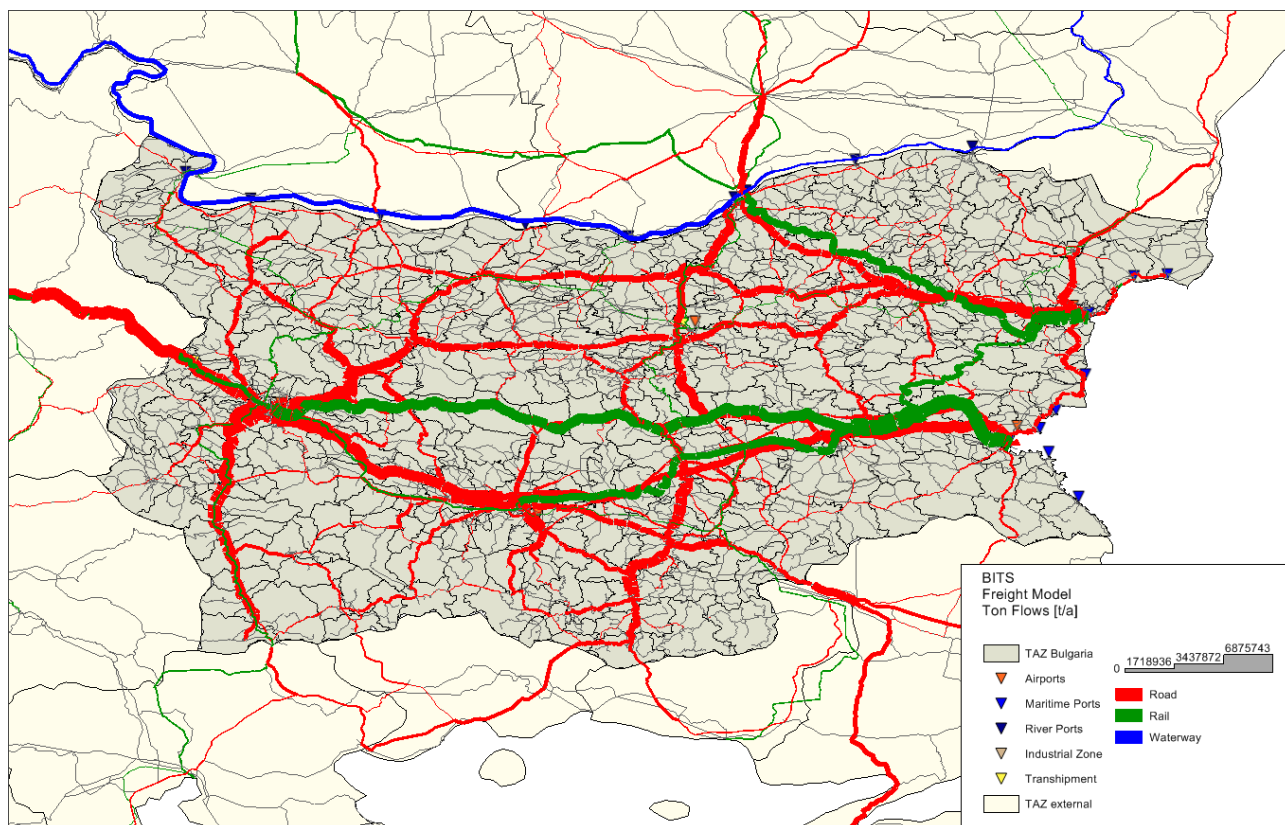 BITS
Freight Model
Ton Flows [t/a]
TAZ Bulgaria
Airports
Maritime Ports
River Ports
Industrial Zone
Transhipment
TAZ external
0 1718936 3437872 6875743
Road
Rail
Waterway